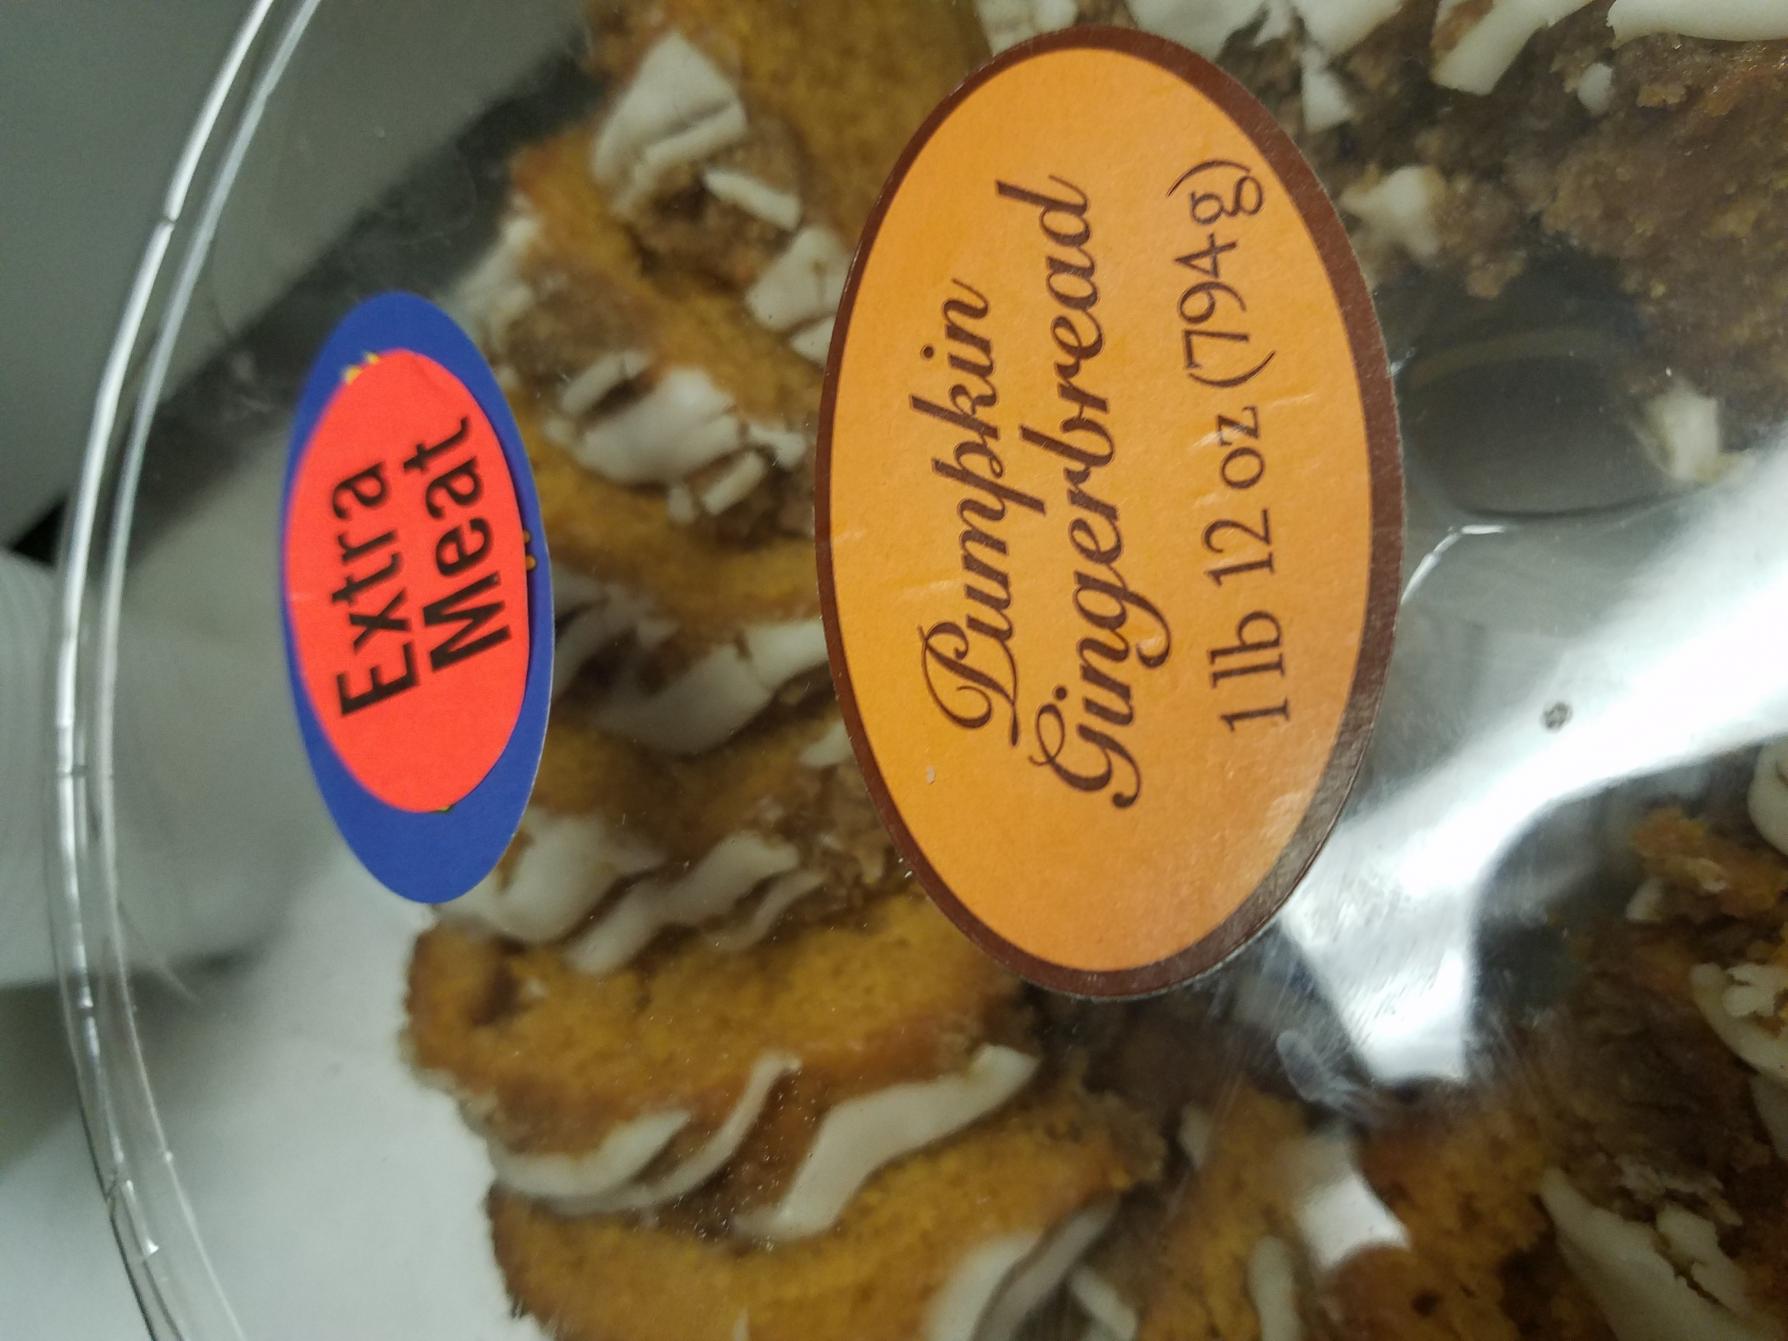 Extra
Meat
Pumpkin
Gingerbread
1 lb 12 oz (794g)